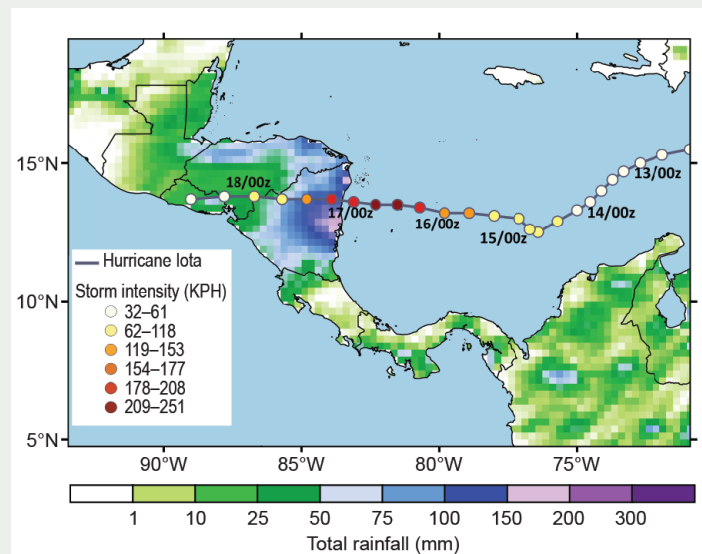 15°N
10°N
5°N
18/00z
17/00z
16/00z
15/00z
14/00z
13/00z
Hurricane Iota
Storm intensity (KPH)
32–61
62–118
119–153
154–177
178–208
209–251
90°W 85°W 80°W 75°W
1 10 25 50 75 100 150 200 300
Total rainfall (mm)